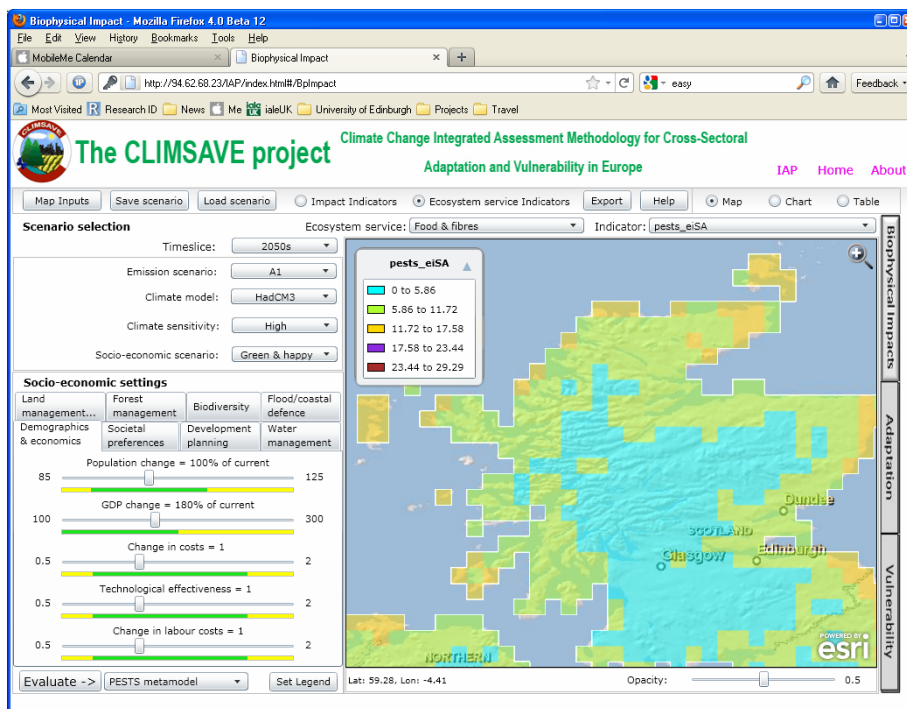 Biophysical Impact - Mozilla Firefox 4.0 Beta 12
File Edit View History Bookmarks Tools Help
MobileMe Calendar × Biophysical Impact × +
http://94.62.68.23/IAP/index.html#/BpImpact easy Feedback
Most Visited Research ID News Me ialeUK University of Edinburgh Projects Travel
CLIMSAVE
The CLIMSAVE project
Climate Change Integrated Assessment Methodology for Cross-Sectoral
Adaptation and Vulnerability in Europe
IAP Home About
Map Inputs Save scenario Load scenario Impact Indicators Ecosystem service Indicators Export Help Map Chart Table
Scenario selection
Ecosystem service: Food & fibres Indicator: pests_eiSA
Timeslice: 2050s
Emission scenario: A1
Climate model: HadCM3
Climate sensitivity: High
Socio-economic scenario: Green & happy
Socio-economic settings
Land management...
Forest management
Biodiversity
Flood/coastal defence
Demographics & economics
Societal preferences
Development planning
Water management
Population change = 100% of current
85 125
GDP change = 180% of current
100 300
Change in costs = 1
0.5 2
Technological effectiveness = 1
0.5 2
Change in labour costs = 1
0.5 2
Evaluate -> PESTS metamodel Set Legend
pests_eiSA
0 to 5.86
5.86 to 11.72
11.72 to 17.58
17.58 to 23.44
23.44 to 29.29
Dundee
SCOTLAND
Glasgow
Edinburgh
NORTHERN
POWERED BY
esri
Lat: 59.28, Lon: -4.41 Opacity: 0.5
Biophysical Impacts
Adaptation
Vulnerability